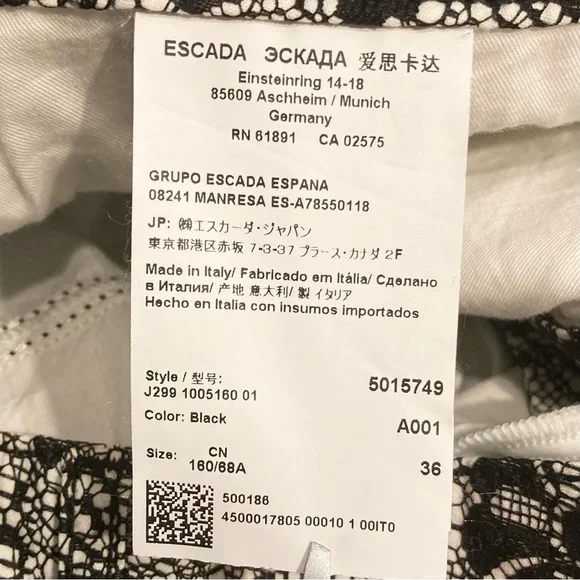 ESCADA ЭСКАДА 爱思卡达
Einsteinring 14-18
85609 Aschheim / Munich
Germany
RN 61891 CA 02575
GRUPO ESCADA ESPANA
08241 MANRESA ES-A78550118
JP: ㈱エスカーダ・ジャパン
東京都港区赤坂 7-3-37 プラース・カナダ 2F
Made in Italy/ Fabricado em Itália/ Сделано
в Италия/ 产地 意大利/ 製 イタリア
Hecho en Italia con insumos importados
Style / 型号: 5015749
J299 1005160 01
Color: Black A001
Size: CN 36
160/68A
500186
4500017805 00010 1 00IT0